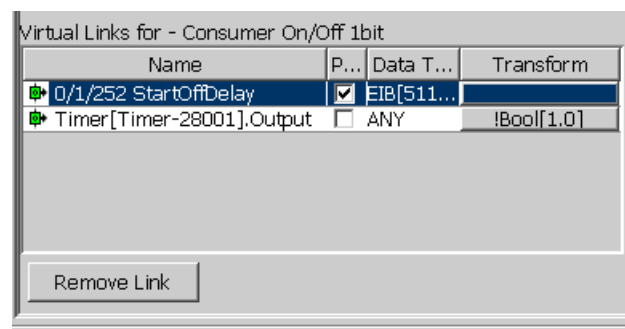 Virtual Links for - Consumer On/Off 1bit
Name P... Data T... Transform
0/1/252 StartOffDelay EIB[511...
Timer[Timer-28001].Output ANY !Bool[1.0]
Remove Link